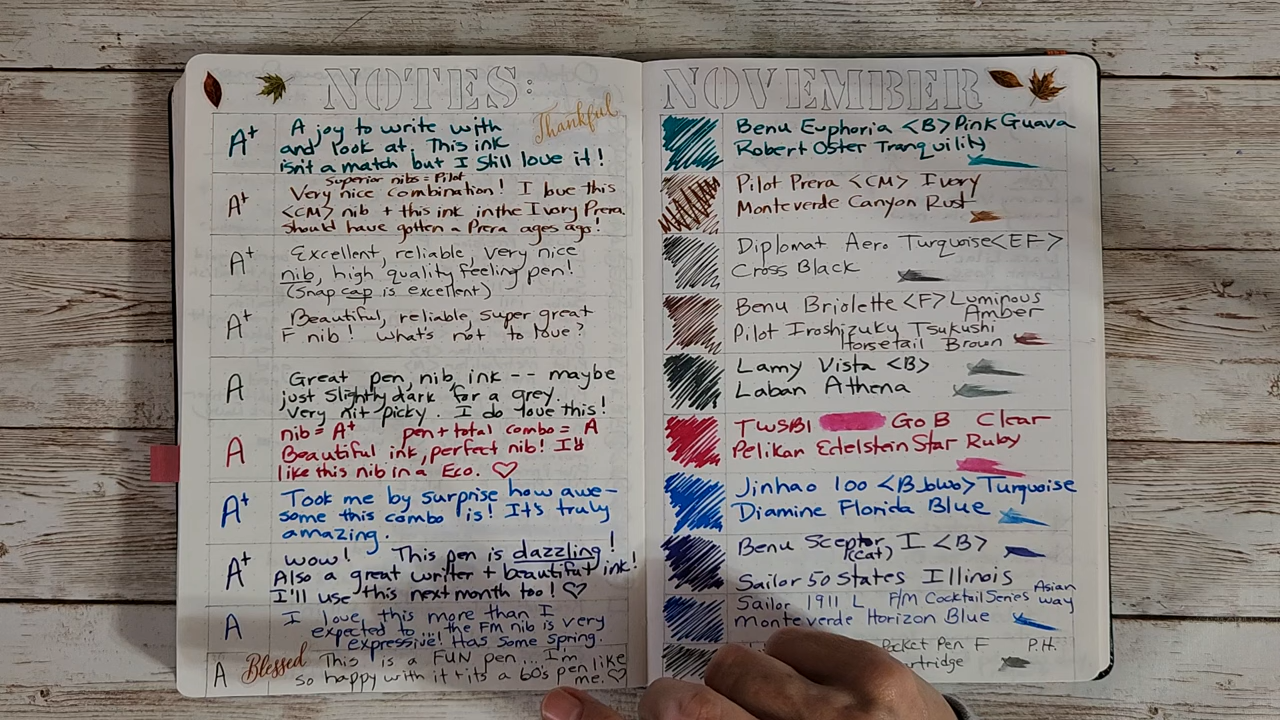 NOTES:
Thankful
A+
A joy to write with
and look at. This ink
isn't a match but I still love it!
A+
superior nibs = Pilot
Very nice combination! I love this
<CM> nib + this ink in the Ivory Prera
should have gotten a Prera ages ago!
A+
Excellent, reliable, very nice
nib, high quality feeling pen!
(snap cap is excellent)
A+
Beautiful, reliable, super great
F nib! what's not to love?
A
Great pen, nib, ink -- maybe
just slightly dark for a grey.
Very nit picky. I do love this!
A
nib = A+ pen + total combo = A
Beautiful ink, perfect nib! I'd
like this nib in a Eco. ♡
A+
Took me by surprise how awe-
some this combo is! It's truly
amazing.
A+
wow! This pen is dazzling!
Also a great writer + beautiful ink!
I'll use this next month too! ♡
A
I love this more than I
expected to... the FM nib is very
expressive! Has some spring.
A
Blessed
This is a FUN pen... I'm
so happy with it + its a 60's pen like
me. ♡
NOVEMBER
Benu Euphoria <B> Pink Guava
Robert Oster Tranquility
Pilot Prera <CM> Ivory
Monteverde Canyon Rust
Diplomat Aero Turquoise <EF>
Cross Black
Benu Briolette <F> Luminous
Amber
Pilot Iroshizuky Tsukushi
Horsetail Brown
Lamy Vista <B>
Laban Athena
TWSBI Go B Clear
Pelikan Edelstein Star Ruby
Jinhao 100 <B.bwo> Turquoise
Diamine Florida Blue
Benu Scepter I <B>
(Cat)
Sailor 50 States Illinois
Sailor 1911 L F/M Cocktail Series Asian
way
Monteverde Horizon Blue
Pocket Pen F P.H.
cartridge